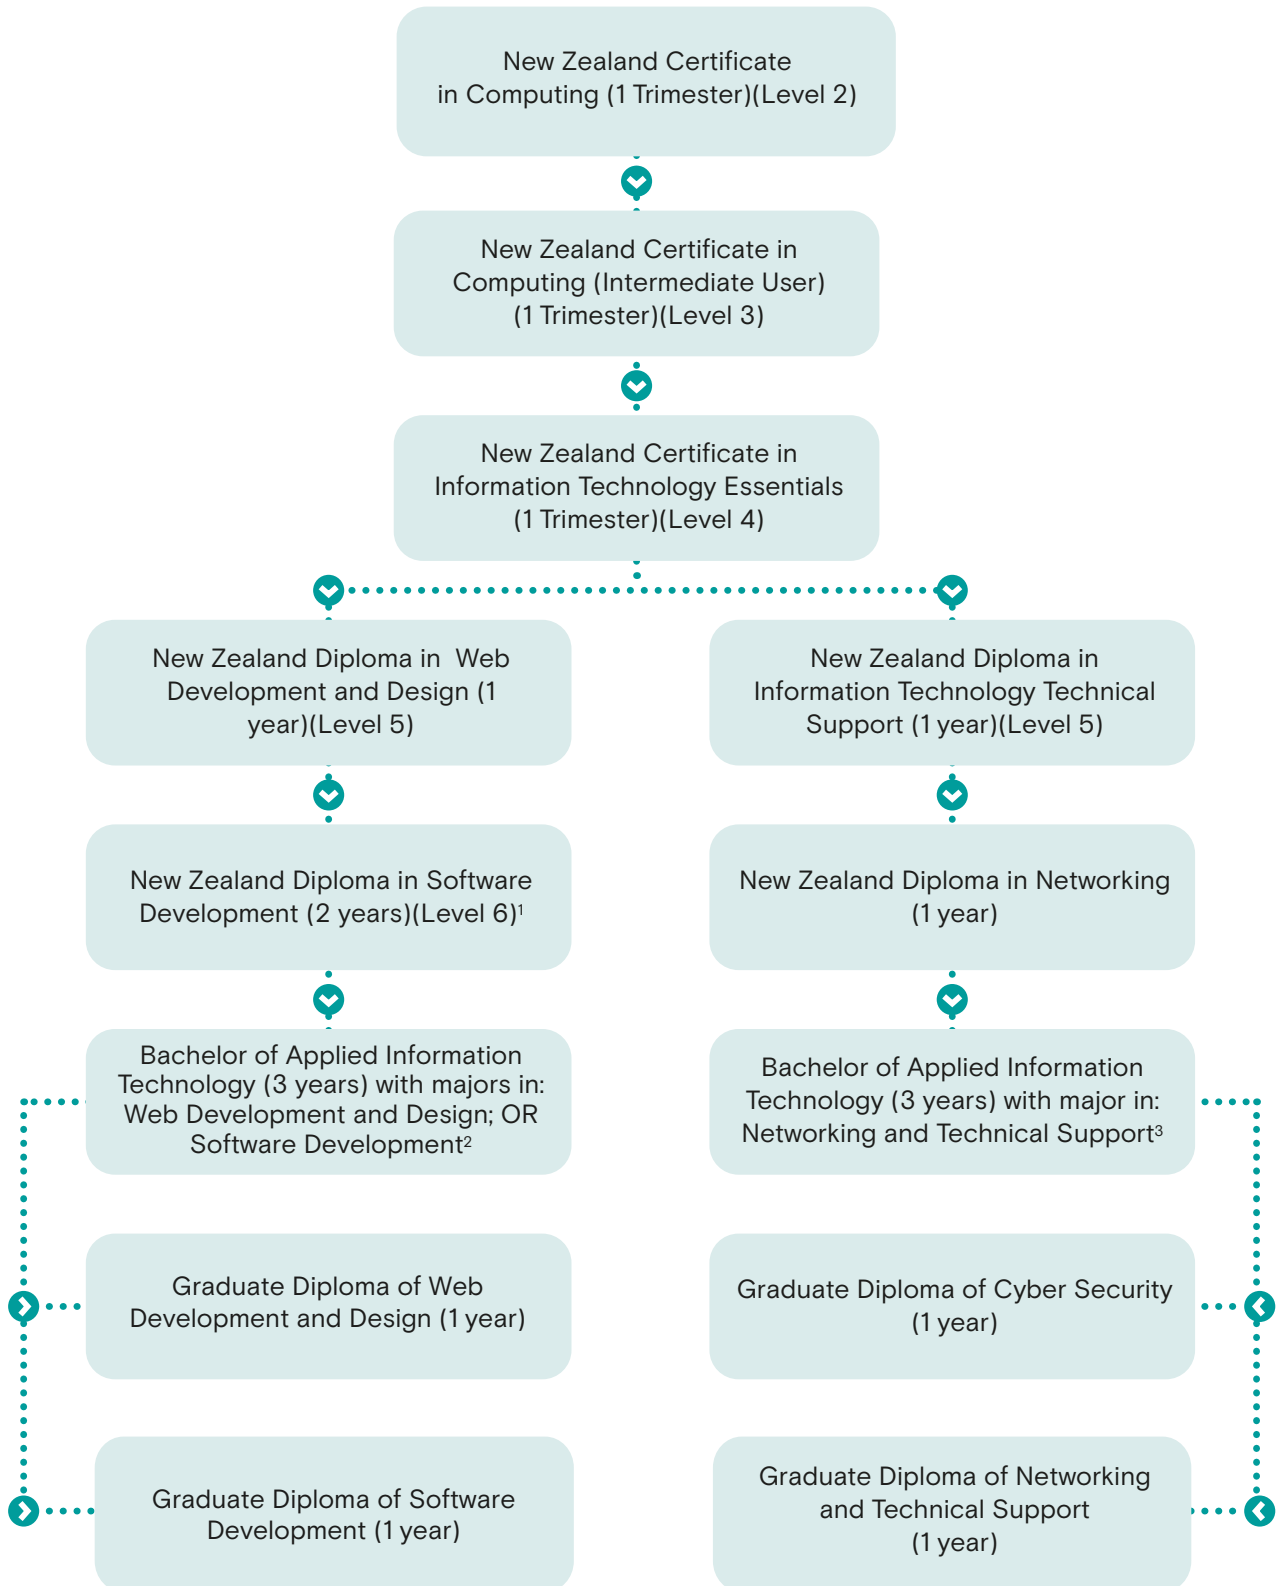 New Zealand Certificate
in Computing (1 Trimester)(Level 2)
New Zealand Certificate in
Computing (Intermediate User)
(1 Trimester)(Level 3)
New Zealand Certificate in
Information Technology Essentials
(1 Trimester)(Level 4)
New Zealand Diploma in  Web
Development and Design (1
year)(Level 5)
New Zealand Diploma in
Information Technology Technical
Support (1 year)(Level 5)
New Zealand Diploma in Software
Development (2 years)(Level 6)¹
New Zealand Diploma in Networking
(1 year)
Bachelor of Applied Information
Technology (3 years) with majors in:
Web Development and Design; OR
Software Development²
Bachelor of Applied Information
Technology (3 years) with major in:
Networking and Technical Support³
Graduate Diploma of Web
Development and Design (1 year)
Graduate Diploma of Cyber Security
(1 year)
Graduate Diploma of Software
Development (1 year)
Graduate Diploma of Networking
and Technical Support
(1 year)